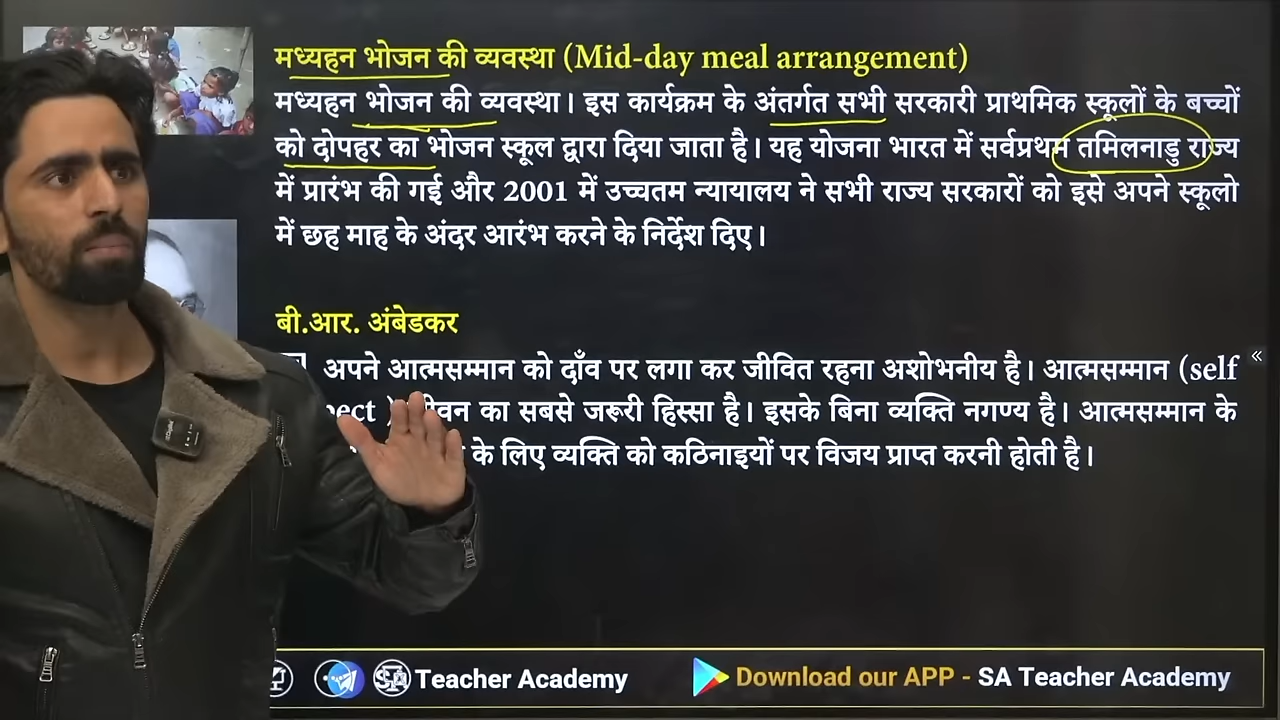 मध्यहन भोजन की व्यवस्था (Mid-day meal arrangement)
मध्यहन भोजन की व्यवस्था। इस कार्यक्रम के अंतर्गत सभी सरकारी प्राथमिक स्कूलों के बच्चों
को दोपहर का भोजन स्कूल द्वारा दिया जाता है। यह योजना भारत में सर्वप्रथम तमिलनाडु राज्य
में प्रारंभ की गई और 2001 में उच्चतम न्यायालय ने सभी राज्य सरकारों को इसे अपने स्कूलो
में छह माह के अंदर आरंभ करने के निर्देश दिए।
बी.आर. अंबेडकर
अपने आत्मसम्मान को दाँव पर लगा कर जीवित रहना अशोभनीय है। आत्मसम्मान (self
का सबसे जरूरी हिस्सा है। इसके बिना व्यक्ति नगण्य है। आत्मसम्मान के
के लिए व्यक्ति को कठिनाइयों पर विजय प्राप्त करनी होती है।
Teacher Academy
Download our APP - SA Teacher Academy